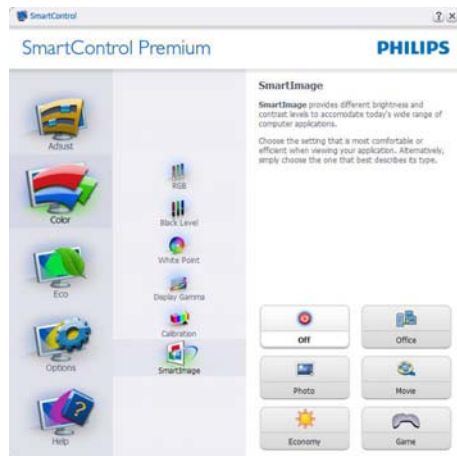 SmartControl
SmartControl Premium
PHILIPS
Adjust
Color
Eco
Options
Help
RGB
Black Level
White Point
Display Gamma
Calibration
SmartImage
SmartImage
SmartImage provides different brightness and
contrast levels to accomodate today's wide range of
computer applications.
Choose the setting that is most comfortable or
efficient when viewing your application. Alternatively,
simply choose the one that best describes its type.
Off
Office
Photo
Movie
Economy
Game